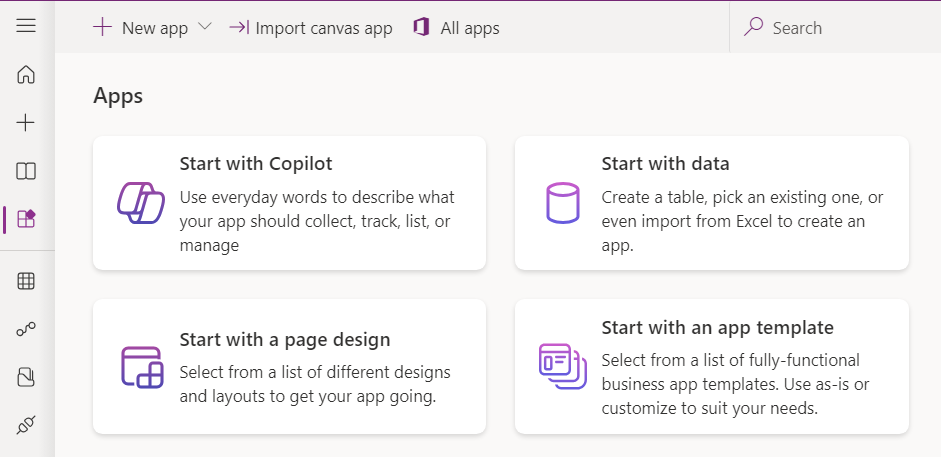 New app
Import canvas app
All apps
Search
Apps
Start with Copilot
Use everyday words to describe what
your app should collect, track, list, or
manage
Start with data
Create a table, pick an existing one, or
even import from Excel to create an
app.
Start with a page design
Select from a list of different designs
and layouts to get your app going.
Start with an app template
Select from a list of fully-functional
business app templates. Use as-is or
customize to suit your needs.